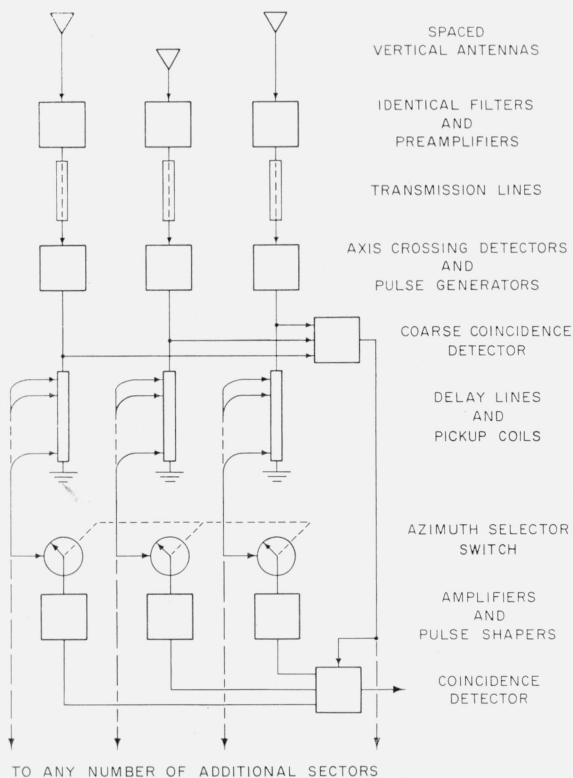 SPACED
VERTICAL ANTENNAS
IDENTICAL FILTERS
AND
PREAMPLIFIERS
TRANSMISSION LINES
AXIS CROSSING DETECTORS
AND
PULSE GENERATORS
COARSE COINCIDENCE
DETECTOR
DELAY LINES
AND
PICKUP COILS
AZIMUTH SELECTOR
SWITCH
AMPLIFIERS
AND
PULSE SHAPERS
COINCIDENCE
DETECTOR
TO ANY NUMBER OF ADDITIONAL SECTORS